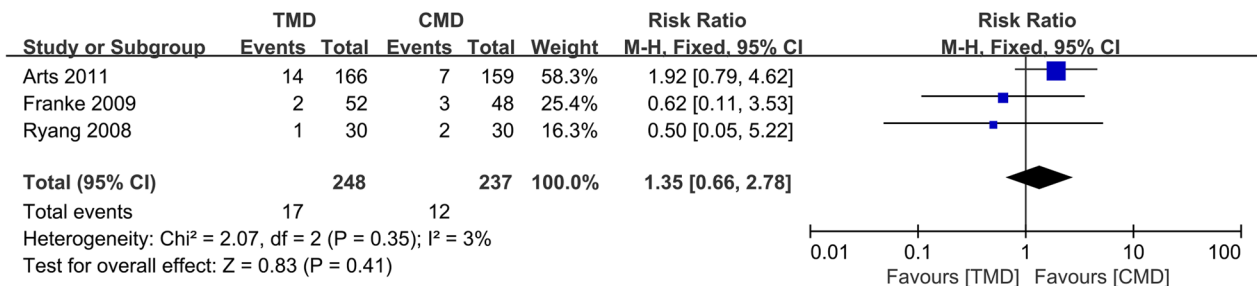 TMD CMD Risk Ratio Risk Ratio
Study or Subgroup Events Total Events Total Weight M-H, Fixed, 95% CI M-H, Fixed, 95% CI
Arts 2011 14 166 7 159 58.3% 1.92 [0.79, 4.62]
Franke 2009 2 52 3 48 25.4% 0.62 [0.11, 3.53]
Ryang 2008 1 30 2 30 16.3% 0.50 [0.05, 5.22]
Total (95% CI) 248 237 100.0% 1.35 [0.66, 2.78]
Total events 17 12
Heterogeneity: Chi² = 2.07, df = 2 (P = 0.35); I² = 3%
Test for overall effect: Z = 0.83 (P = 0.41)
0.01 0.1 1 10 100
Favours [TMD] Favours [CMD]